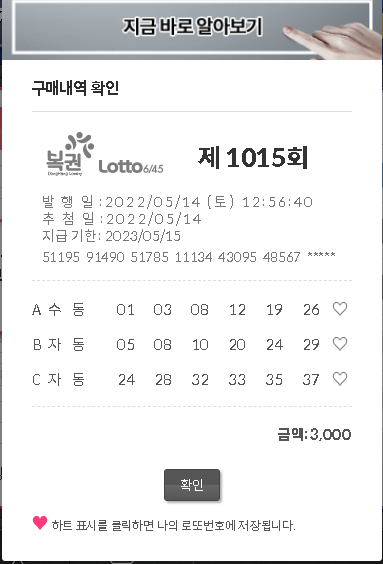 지금 바로 알아보기
구매내역 확인
복권 Lotto6/45 제 1015회
발 행 일 : 2022/05/14 (토) 12:56:40
추 첨 일 : 2022/05/14
지급기한: 2023/05/15
51195 91490 51785 11134 43095 48567 *****
A 수 동 01 03 08 12 19 26 ♡
B 자 동 05 08 10 20 24 29 ♡
C 자 동 24 28 32 33 35 37 ♡
금액: 3,000
확인
♥ 하트 표시를 클릭하면 나의 로또번호에 저장됩니다.